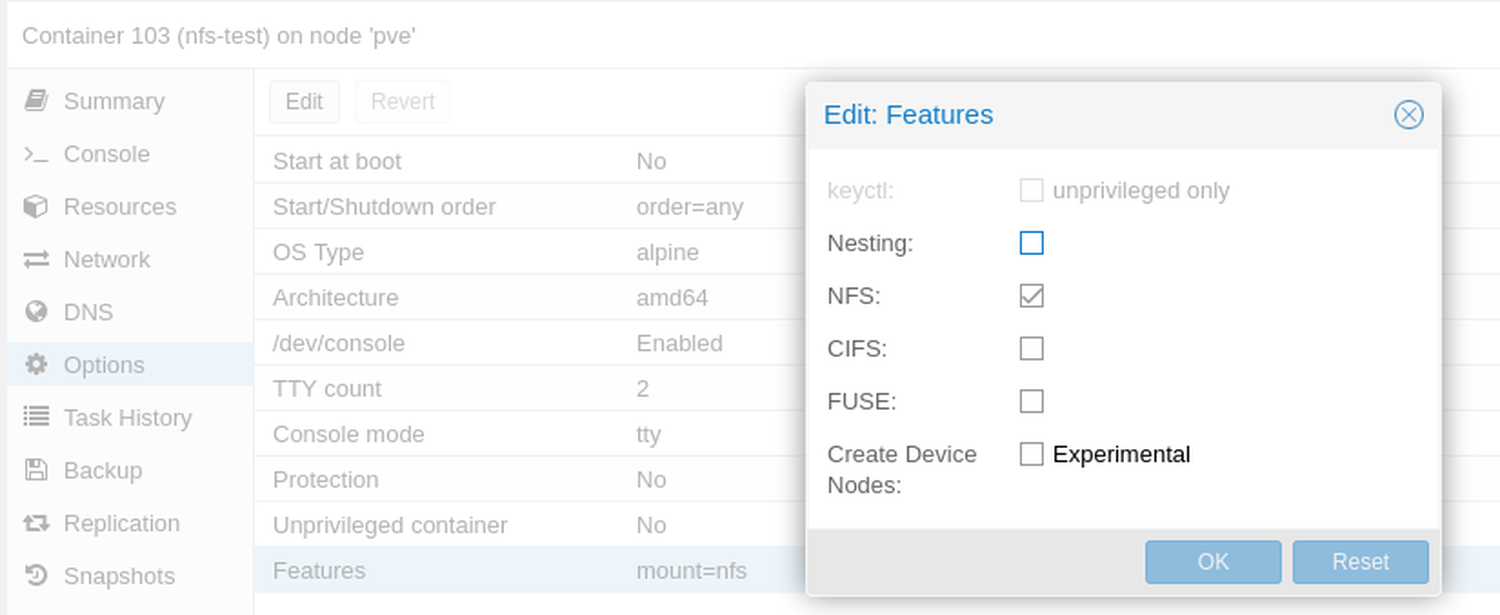 Container 103 (nfs-test) on node 'pve'
Summary
Console
Resources
Network
DNS
Options
Task History
Backup
Replication
Snapshots
Edit Revert
Start at boot No
Start/Shutdown order order=any
OS Type alpine
Architecture amd64
/dev/console Enabled
TTY count 2
Console mode tty
Protection No
Unprivileged container No
Features mount=nfs
Edit: Features
keyctl: unprivileged only
Nesting:
NFS:
CIFS:
FUSE:
Create Device Experimental
Nodes:
OK Reset